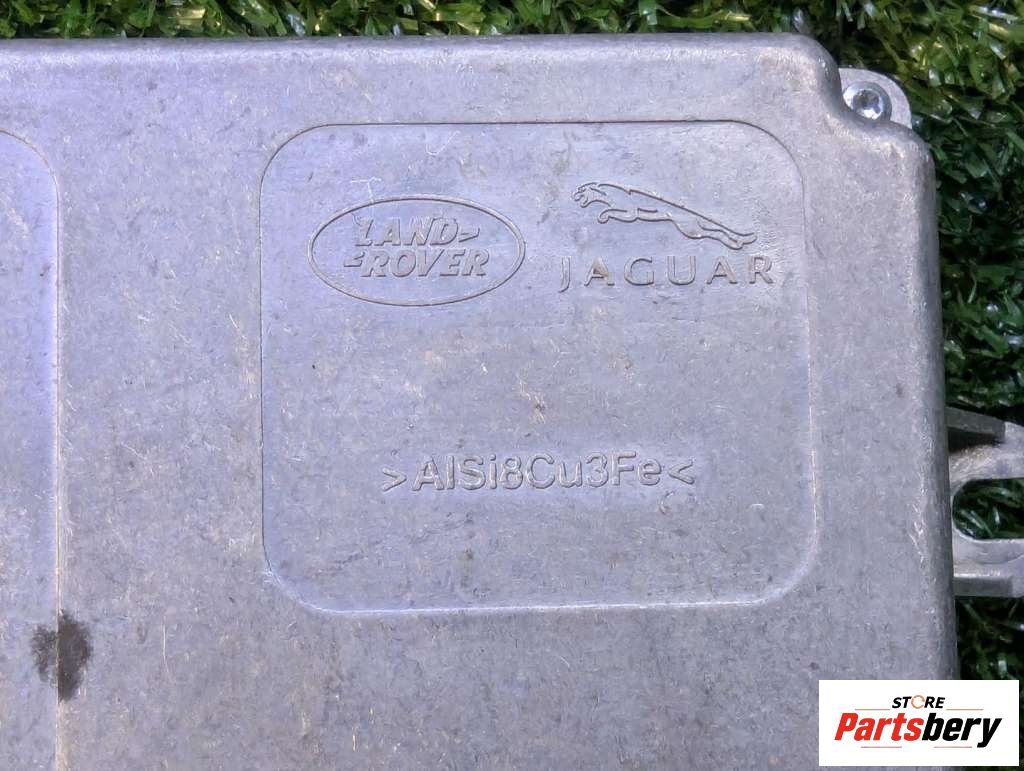 LAND
ROVER
JAGUAR
>AlSi8Cu3Fe<
STORE
Partsbery